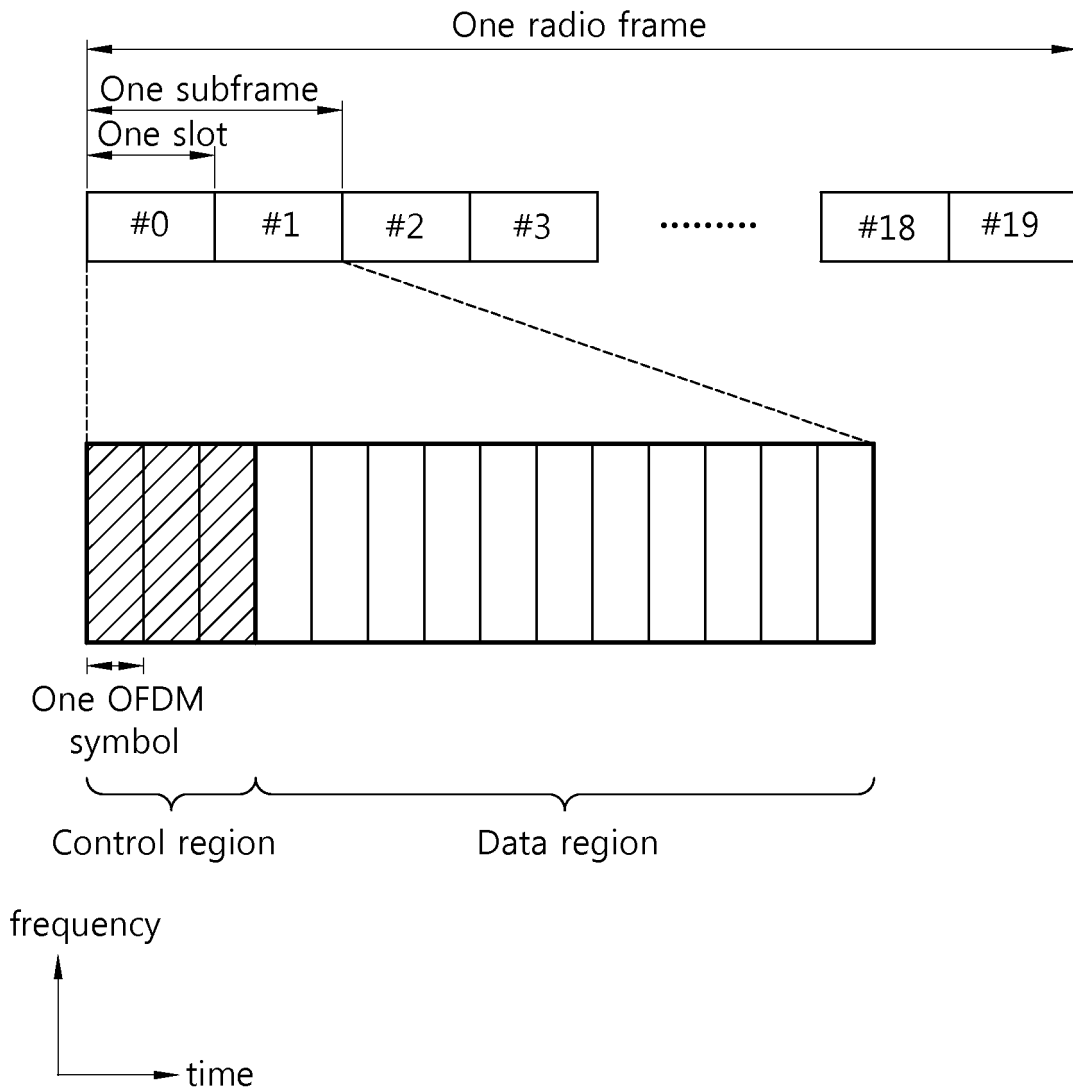 One radio frame
One subframe
One slot
#0 #1 #2 #3 ········· #18 #19
One OFDM
symbol
Control region Data region
frequency
time